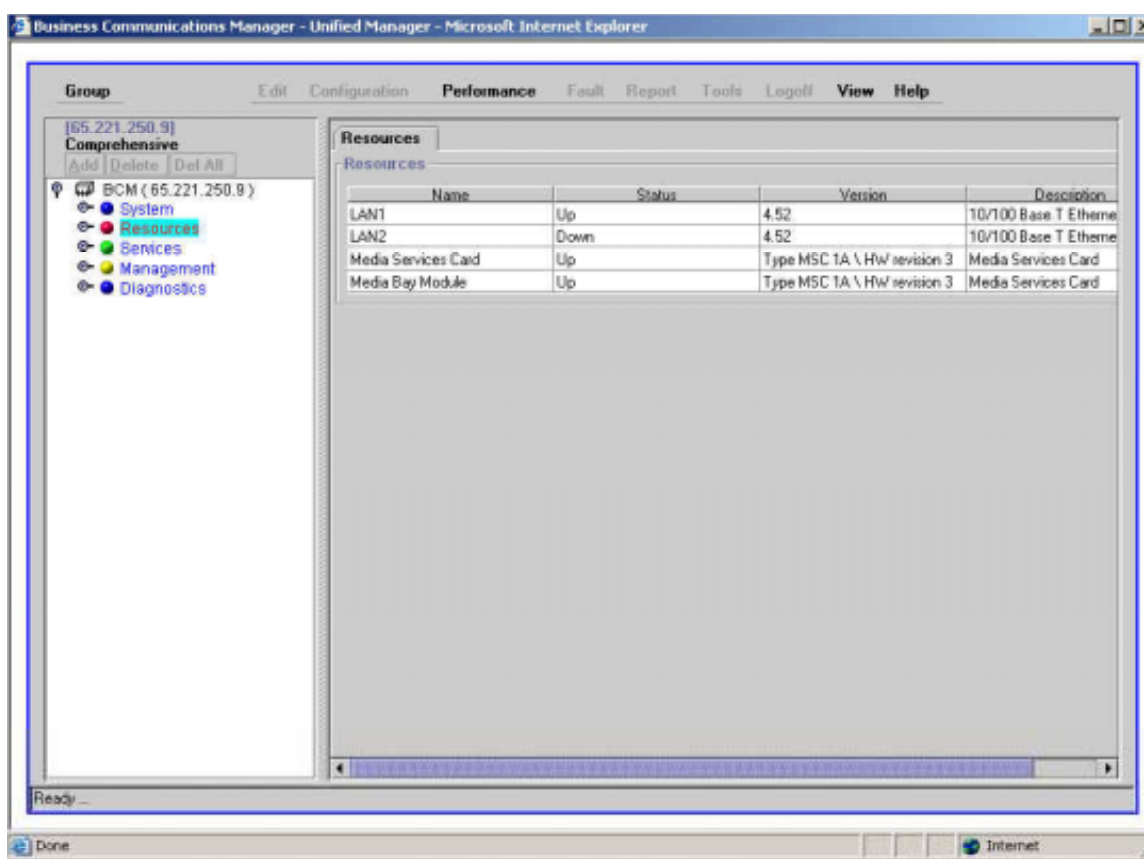 Business Communications Manager - Unified Manager - Microsoft Internet Explorer
Group Edit Configuration Performance Fault Report Tools Logoff View Help
[65.221.250.9]
Comprehensive
Add Delete Del All
BCM ( 65.221.250.9 )
System
Resources
Services
Management
Diagnostics
Resources
Resources
Name Status Version Description
LAN1 Up 4.52 10/100 Base T Etherne
LAN2 Down 4.52 10/100 Base T Etherne
Media Services Card Up Type MSC 1A \ HW revision 3 Media Services Card
Media Bay Module Up Type MSC 1A \ HW revision 3 Media Services Card
Ready ...
Done Internet